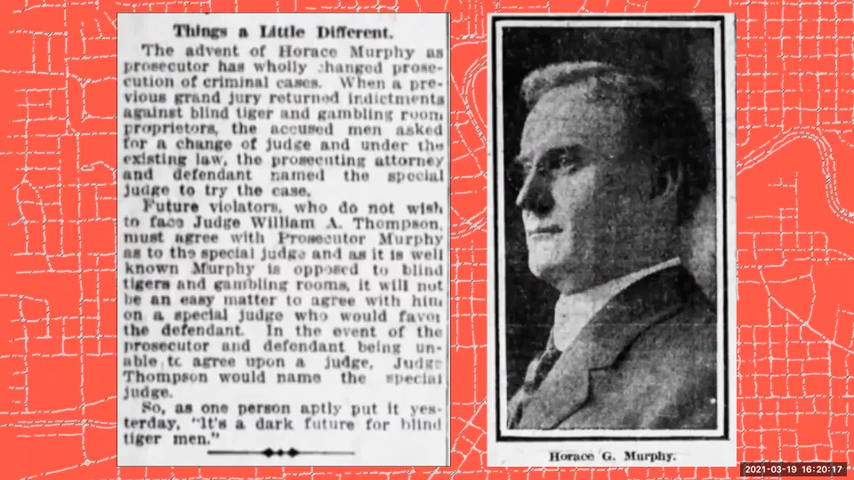 Things a Little Different.
The advent of Horace Murphy as
prosecutor has wholly changed prose-
cution of criminal cases. When a pre-
vious grand jury returned indictments
against blind tiger and gambling room
proprietors, the accused men asked
for a change of judge and under the
existing law, the prosecuting attorney
and defendant named the special
judge to try the case.
Future violators, who do not wish
to face Judge William A. Thompson,
must agree with Prosecutor Murphy
as to the special judge and as it is well
known Murphy is opposed to blind
tigers and gambling rooms, it will not
be an easy matter to agree with him
on a special judge who would favor
the defendant. In the event of the
prosecutor and defendant being un-
able to agree upon a judge, Judge
Thompson would name the special
judge.
So, as one person aptly put it yes-
terday, "It's a dark future for blind
tiger men."
Horace G. Murphy.
2021-03-19 16:20:17